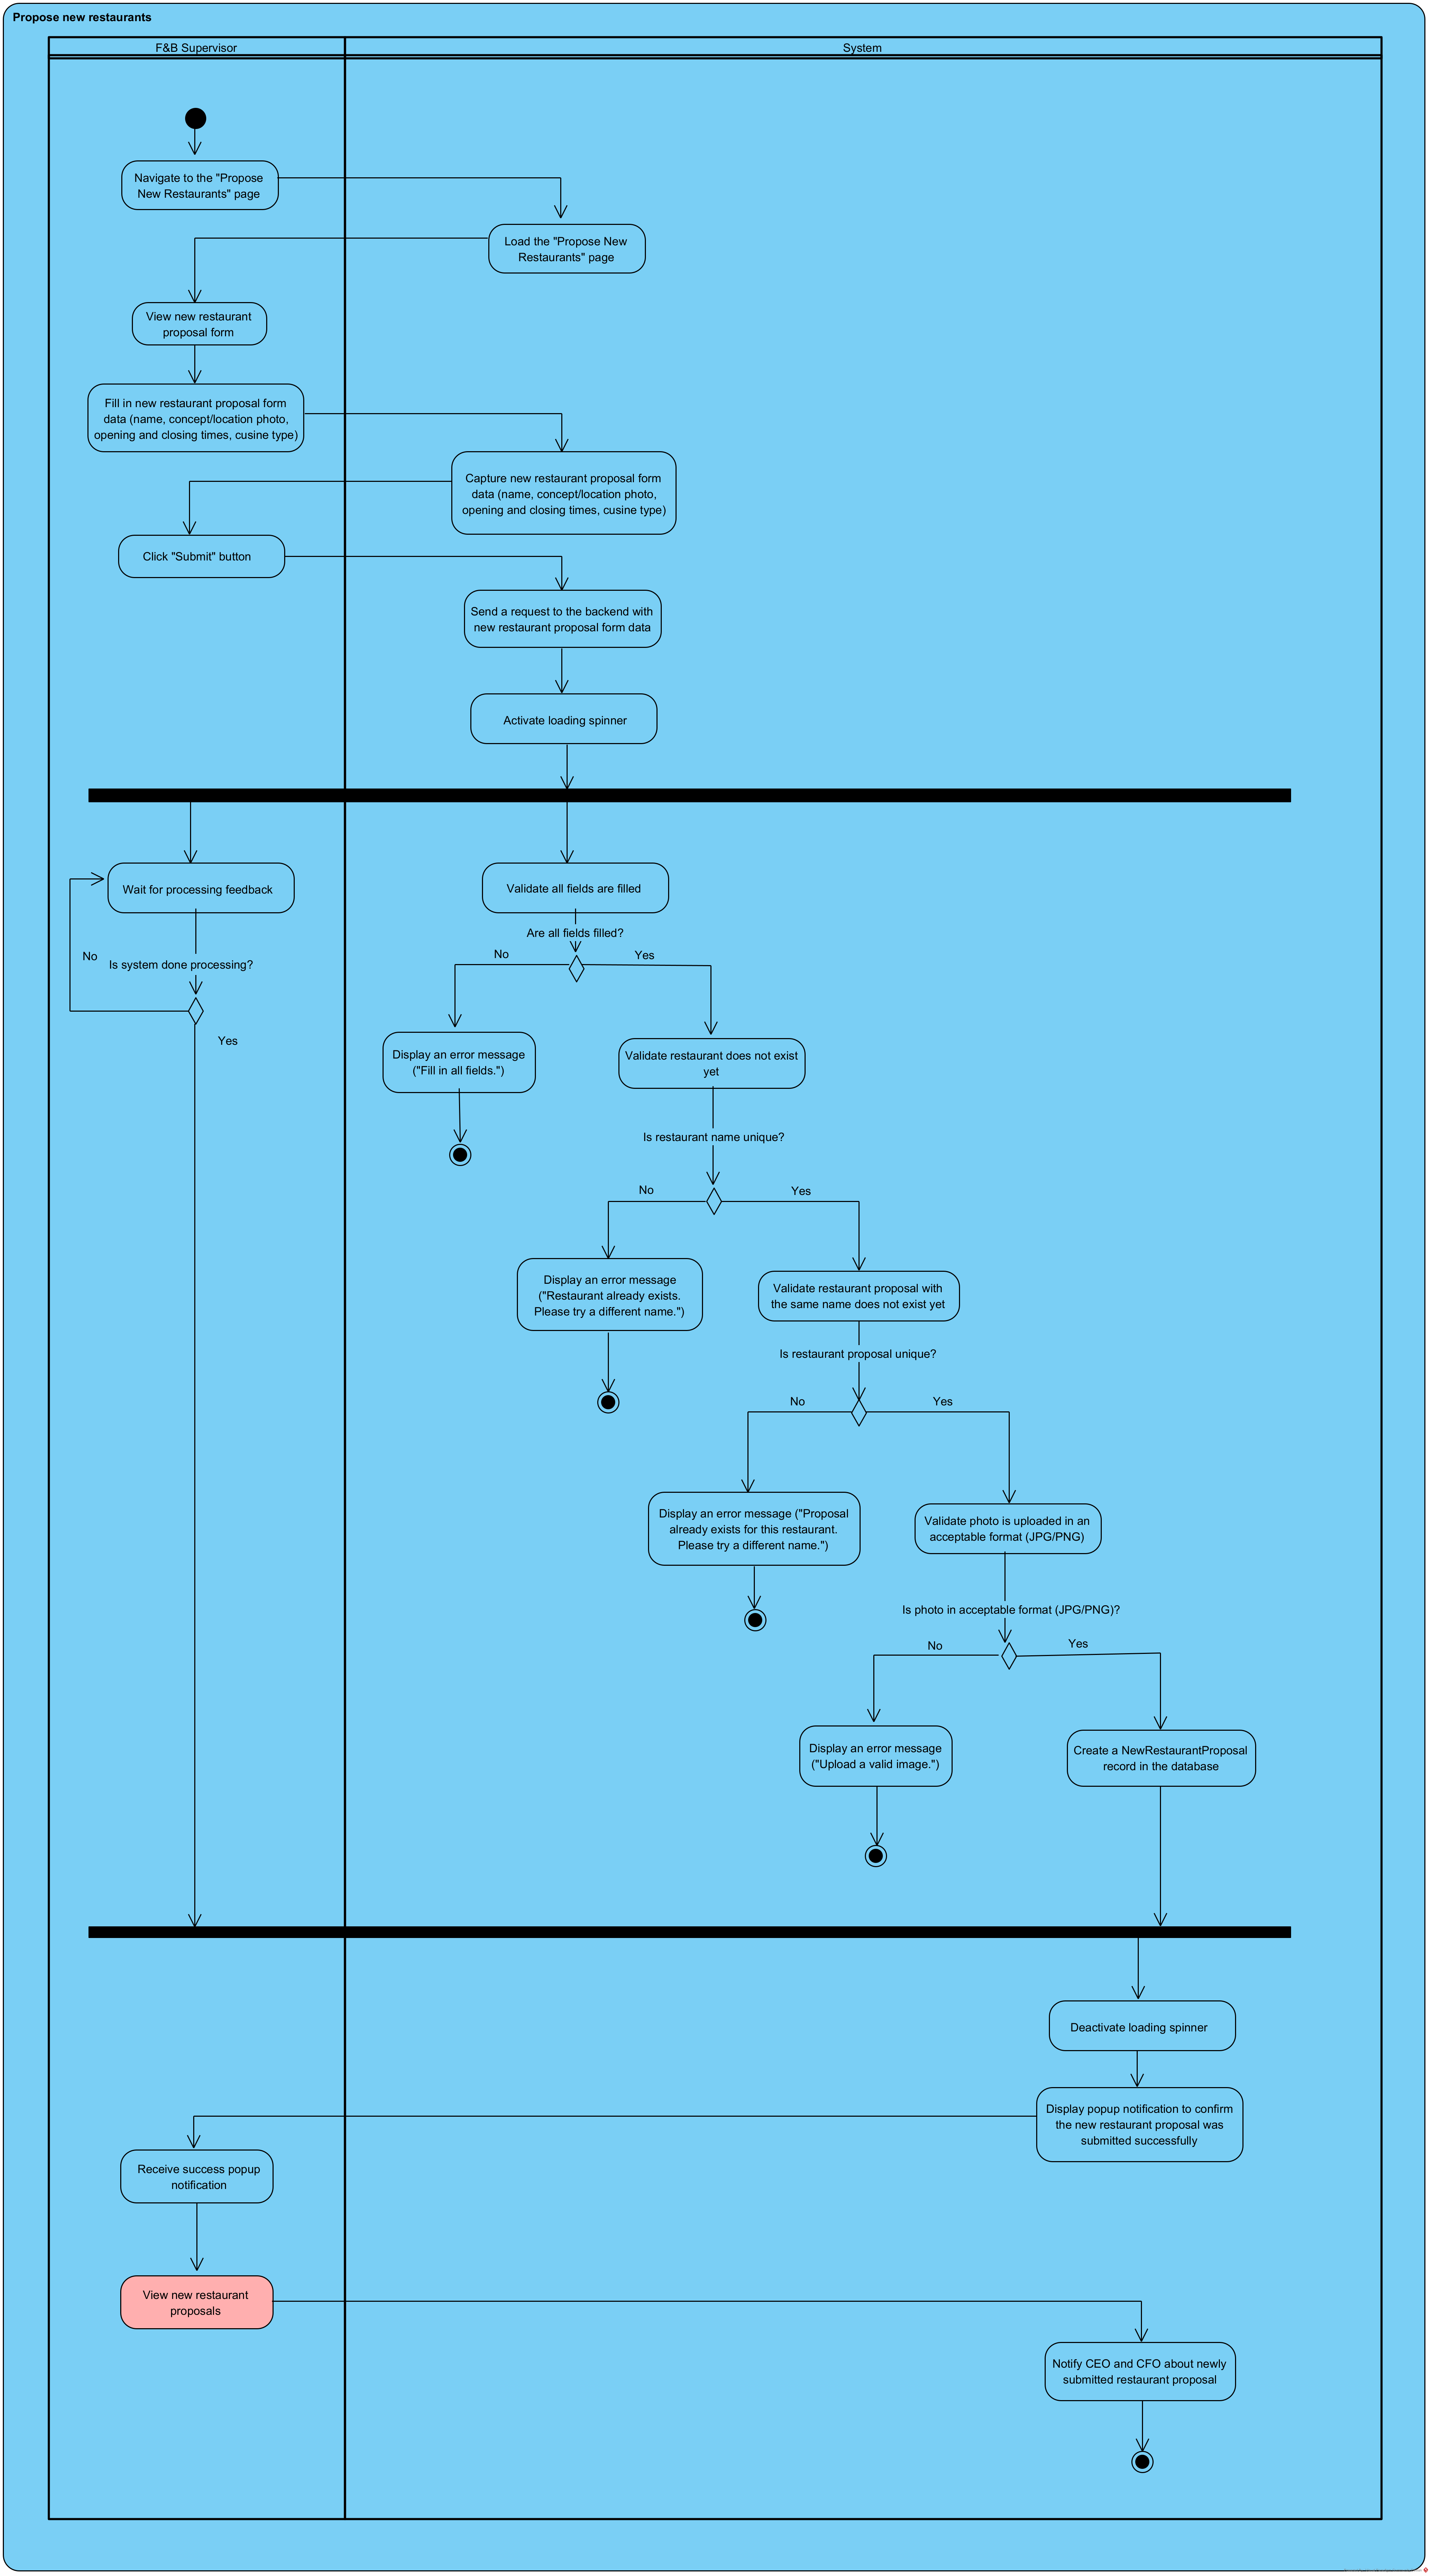 Propose new restaurants
F&B Supervisor
System
Navigate to the "Propose
New Restaurants" page
Load the "Propose New
Restaurants" page
View new restaurant
proposal form
Fill in new restaurant proposal form
data (name, concept/location photo,
opening and closing times, cusine type)
Capture new restaurant proposal form
data (name, concept/location photo,
opening and closing times, cusine type)
Click "Submit" button
Send a request to the backend with
new restaurant proposal form data
Activate loading spinner
Wait for processing feedback
Validate all fields are filled
Are all fields filled?
No
Yes
No
Is system done processing?
Yes
Display an error message
("Fill in all fields.")
Validate restaurant does not exist
yet
Is restaurant name unique?
No
Yes
Display an error message
("Restaurant already exists.
Please try a different name.")
Validate restaurant proposal with
the same name does not exist yet
Is restaurant proposal unique?
No
Yes
Display an error message ("Proposal
already exists for this restaurant.
Please try a different name.")
Validate photo is uploaded in an
acceptable format (JPG/PNG)
Is photo in acceptable format (JPG/PNG)?
No
Yes
Display an error message
("Upload a valid image.")
Create a NewRestaurantProposal
record in the database
Deactivate loading spinner
Display popup notification to confirm
the new restaurant proposal was
submitted successfully
Receive success popup
notification
View new restaurant
proposals
Notify CEO and CFO about newly
submitted restaurant proposal